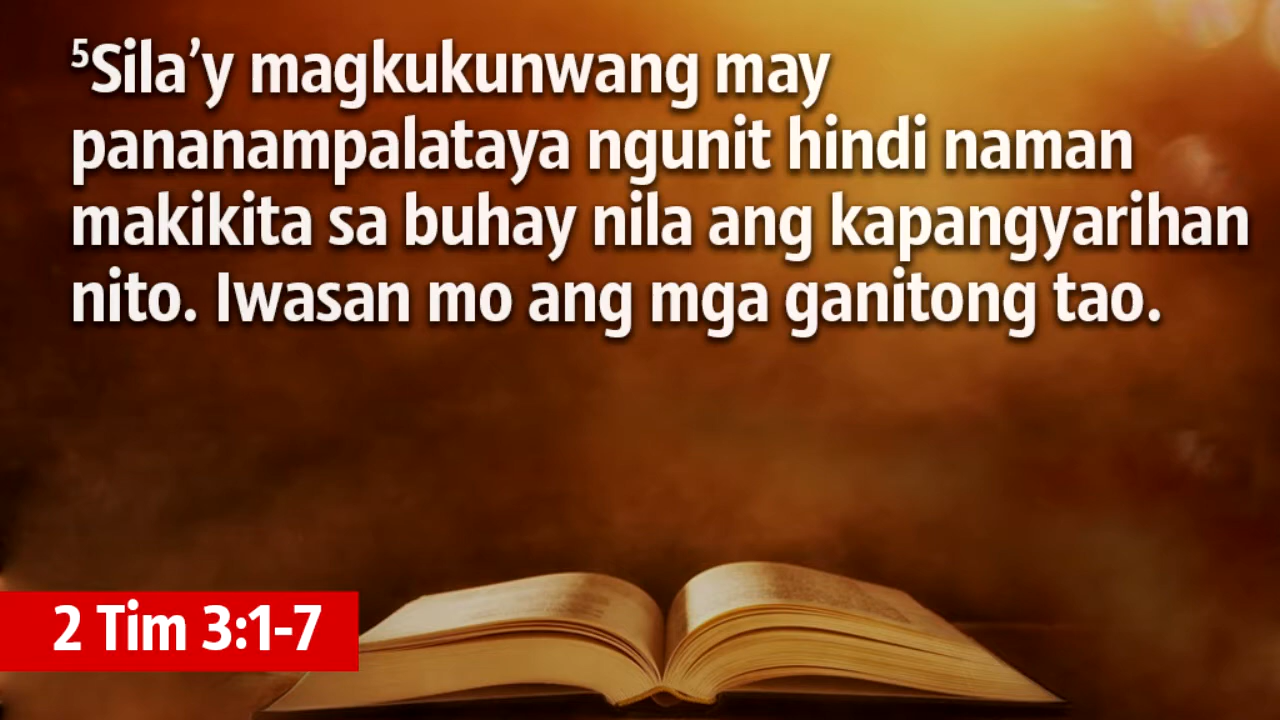 ⁵Sila’y magkukunwang may
pananampalataya ngunit hindi naman
makikita sa buhay nila ang kapangyarihan
nito. Iwasan mo ang mga ganitong tao.
2 Tim 3:1-7